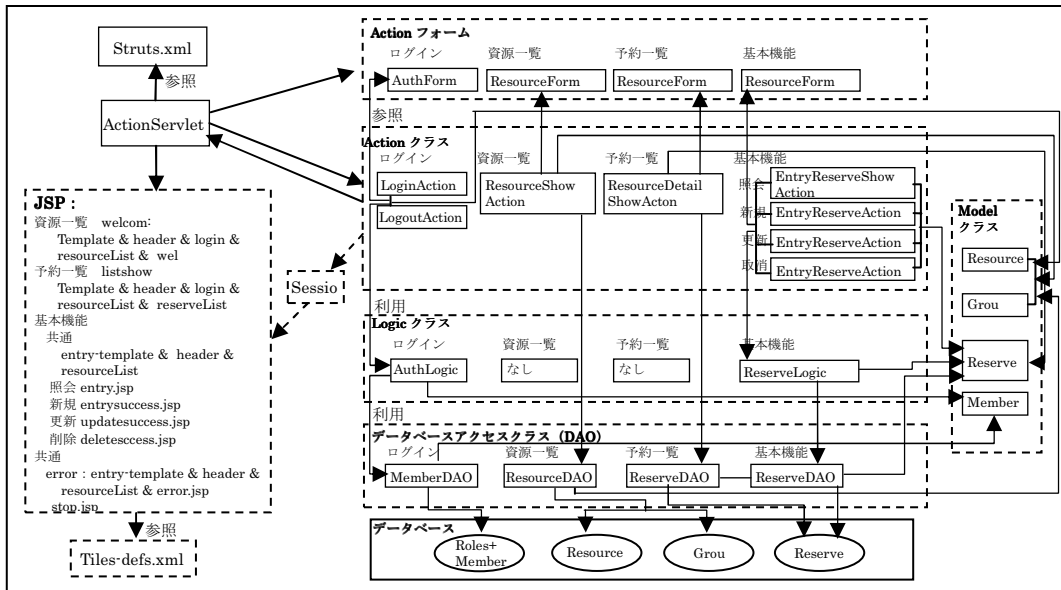 Struts.xml
参照
ActionServlet
JSP：
資源一覧　welcom:
Template & header & login &
resourceList & wel
予約一覧　listshow
Template & header & login &
resourceList & reserveList
基本機能
共通
entry-template & header &
resourceList
照会 entry.jsp
新規 entrysuccess.jsp
更新 updatesuccess.jsp
削除 deletesccess.jsp
共通
error：entry-template & header &
resourceList & error.jsp
stop.jsp
参照
Tiles-defs.xml
Sessio
Action フォーム
ログイン　資源一覧　予約一覧　基本機能
AuthForm　ResourceForm　ResourceForm　ResourceForm
参照
Action クラス
ログイン　資源一覧　予約一覧　基本機能
LoginAction
LogoutAction
ResourceShow
Action
ResourceDetail
ShowActon
照会　EntryReserveShow
Action
新規　EntryReserveAction
更新　EntryReserveAction
取消　EntryReserveAction
利用
Logic クラス
ログイン　資源一覧　予約一覧　基本機能
AuthLogic　なし　なし　ReserveLogic
利用
データベースアクセスクラス（DAO）
ログイン　資源一覧　予約一覧　基本機能
MemberDAO　ResourceDAO　ReserveDAO　ReserveDAO
データベース
Roles+
Member
Resource
Grou
Reserve
Model
クラス
Resource
Grou
Reserve
Member